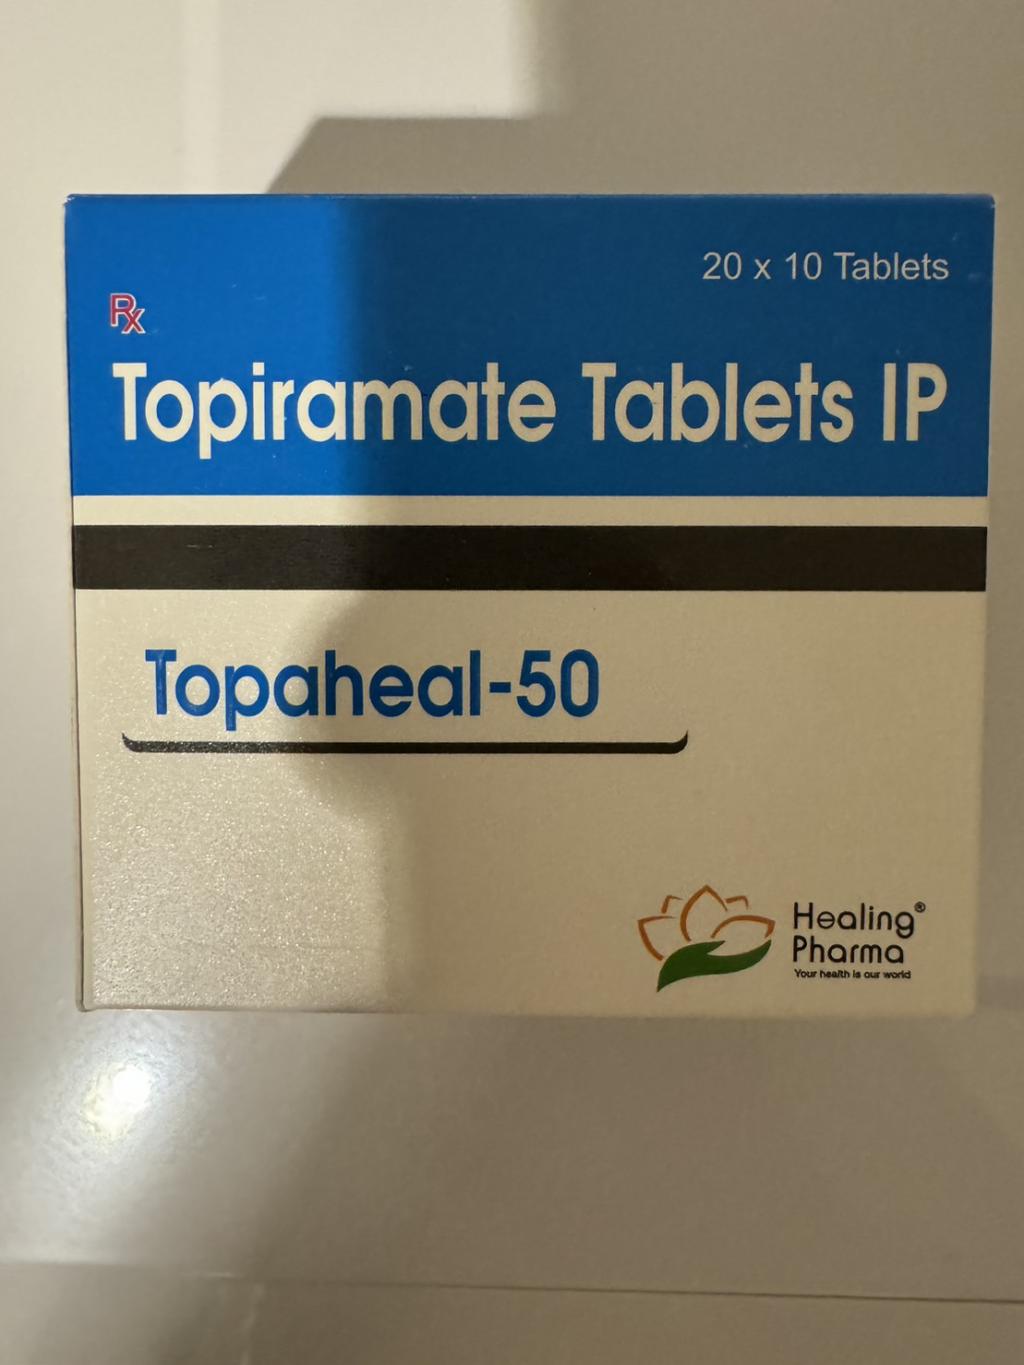 20 x 10 Tablets
Rx
Topiramate Tablets IP
Topaheal-50
Healing®
Pharma
Your health is our world